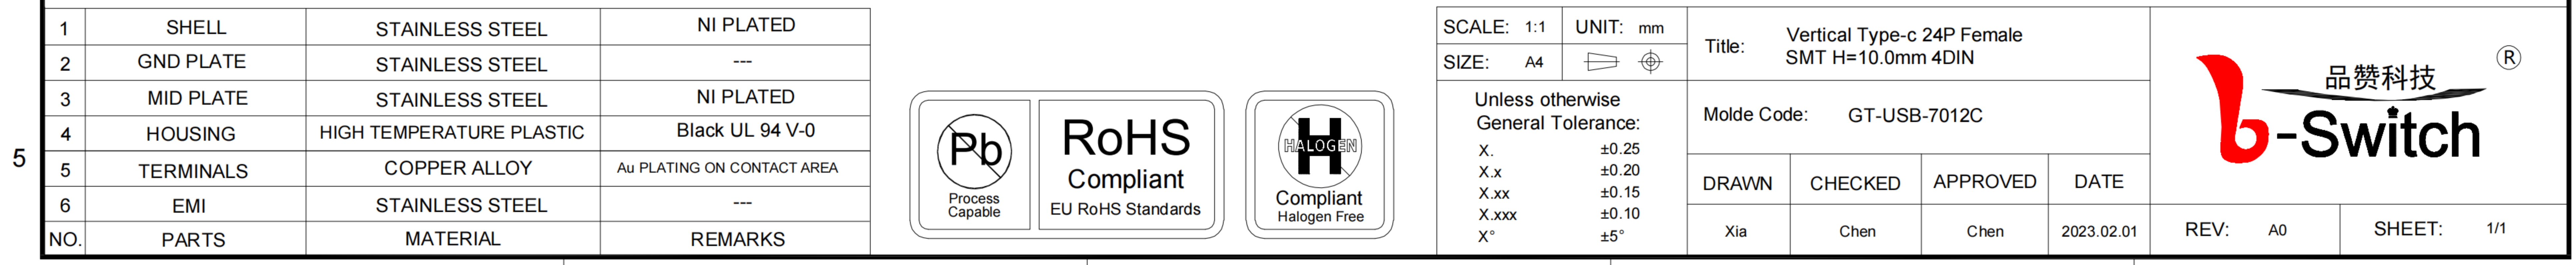 5
1 SHELL STAINLESS STEEL NI PLATED
2 GND PLATE STAINLESS STEEL ---
3 MID PLATE STAINLESS STEEL NI PLATED
4 HOUSING HIGH TEMPERATURE PLASTIC Black UL 94 V-0
5 TERMINALS COPPER ALLOY Au PLATING ON CONTACT AREA
6 EMI STAINLESS STEEL ---
NO. PARTS MATERIAL REMARKS
Pb
Process
Capable
RoHS
Compliant
EU RoHS Standards
H
HALOGEN
Compliant
Halogen Free
SCALE: 1:1 UNIT: mm
SIZE: A4
Unless otherwise
General Tolerance:
X. ±0.25
X.x ±0.20
X.xx ±0.15
X.xxx ±0.10
X° ±5°
Title: Vertical Type-c 24P Female
SMT H=10.0mm 4DIN
Molde Code: GT-USB-7012C
DRAWN CHECKED APPROVED DATE
Xia Chen Chen 2023.02.01
品赞科技 ®
b-Switch
REV: A0 SHEET: 1/1